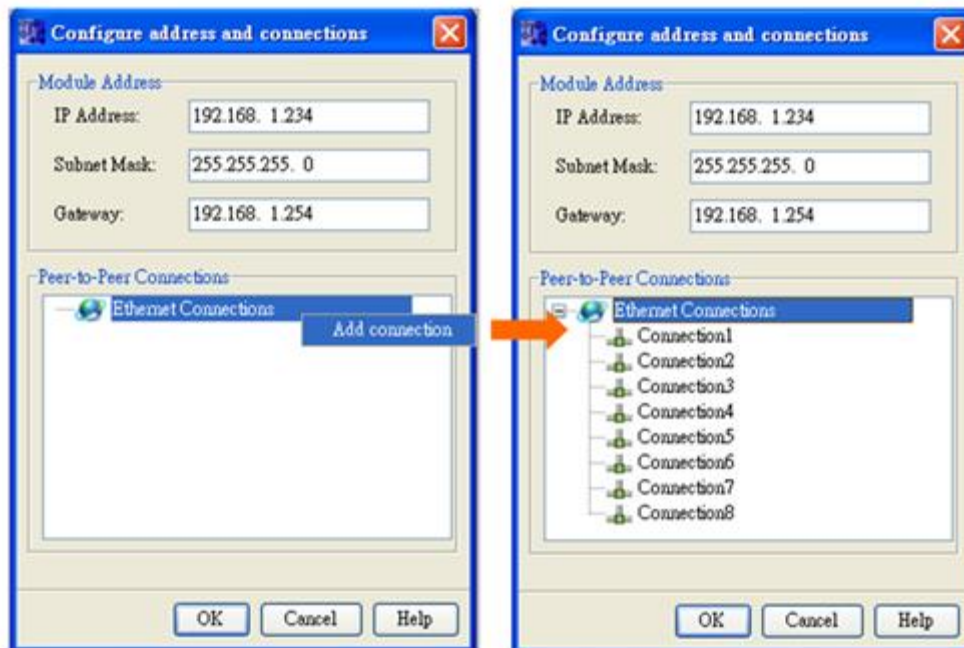 Configure address and connections
Module Address
IP Address: 192.168. 1.234
Subnet Mask: 255.255.255. 0
Gateway: 192.168. 1.254
Peer-to-Peer Connections
Ethernet Connections
Add connection
OK Cancel Help
Configure address and connections
Module Address
IP Address: 192.168. 1.234
Subnet Mask: 255.255.255. 0
Gateway: 192.168. 1.254
Peer-to-Peer Connections
Ethernet Connections
Connection1
Connection2
Connection3
Connection4
Connection5
Connection6
Connection7
Connection8
OK Cancel Help